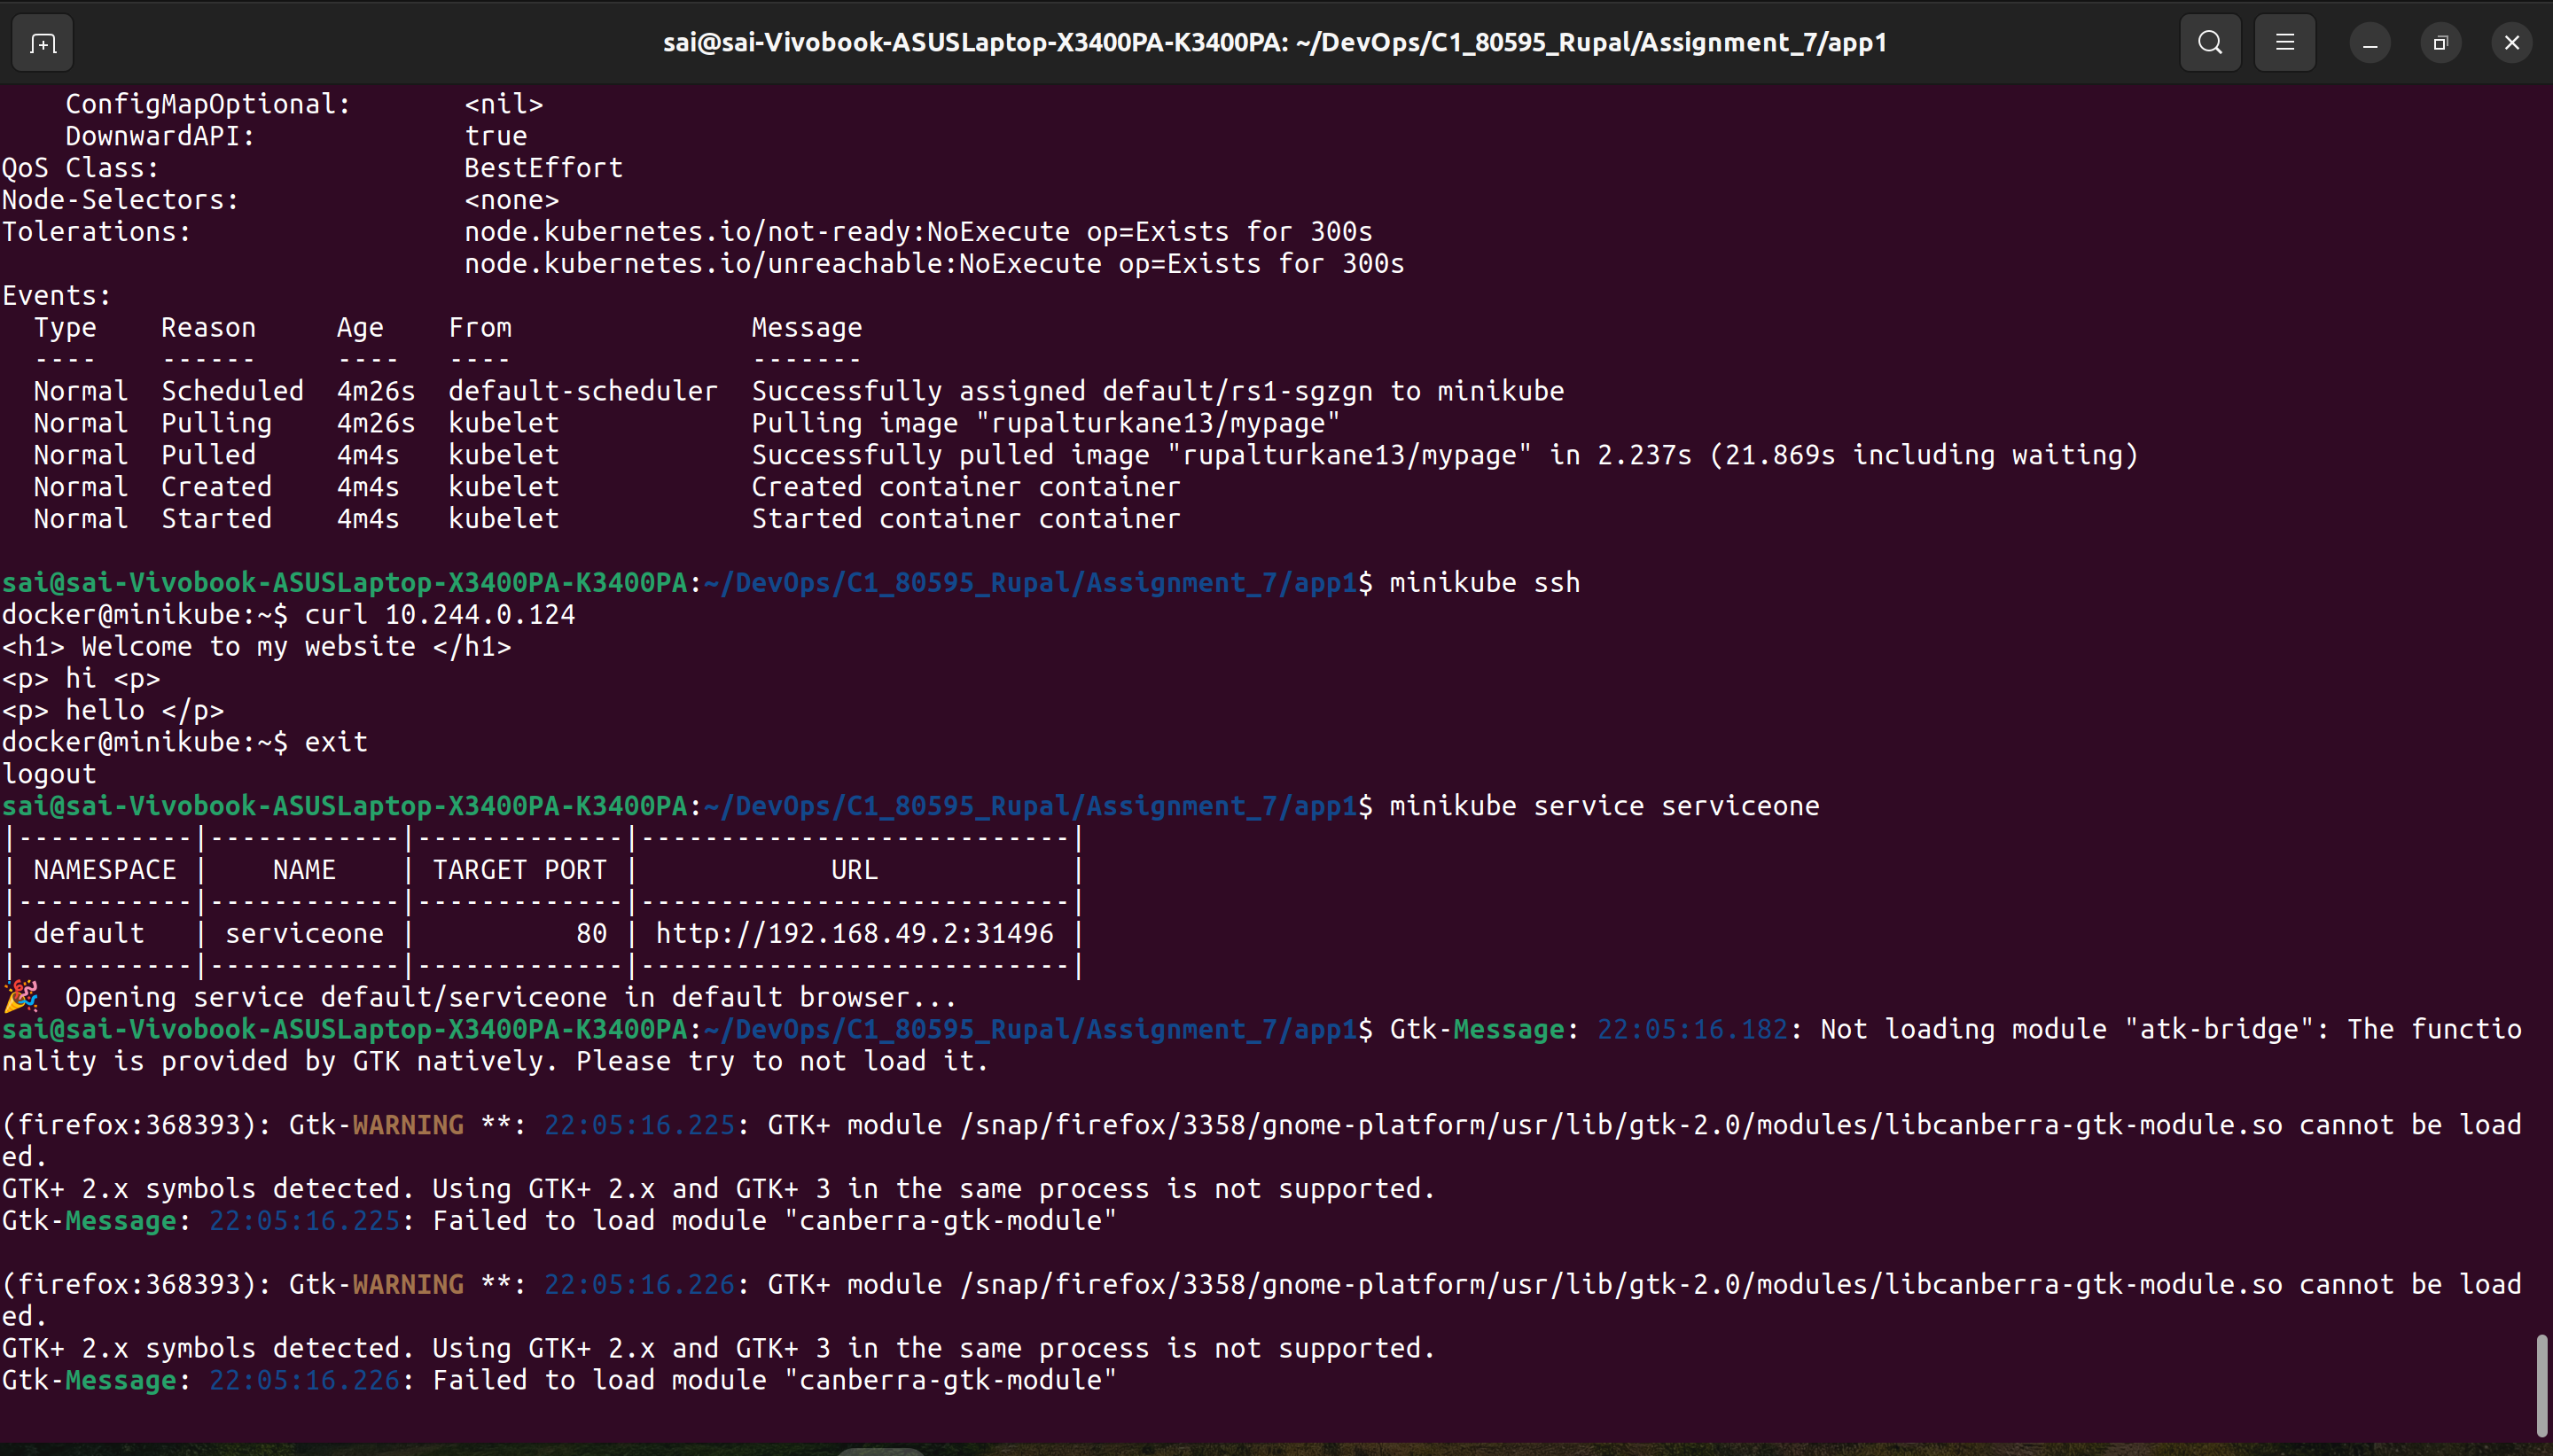 sai@sai-Vivobook-ASUSLaptop-X3400PA-K3400PA: ~/DevOps/C1_80595_Rupal/Assignment_7/app1
    ConfigMapOptional:       <nil>
    DownwardAPI:             true
QoS Class:                   BestEffort
Node-Selectors:              <none>
Tolerations:                 node.kubernetes.io/not-ready:NoExecute op=Exists for 300s
                             node.kubernetes.io/unreachable:NoExecute op=Exists for 300s
Events:
  Type    Reason     Age   From               Message
  ----    ------     ----  ----               -------
  Normal  Scheduled  4m26s  default-scheduler  Successfully assigned default/rs1-sgzgn to minikube
  Normal  Pulling    4m26s  kubelet            Pulling image "rupalturkane13/mypage"
  Normal  Pulled     4m4s   kubelet            Successfully pulled image "rupalturkane13/mypage" in 2.237s (21.869s including waiting)
  Normal  Created    4m4s   kubelet            Created container container
  Normal  Started    4m4s   kubelet            Started container container
sai@sai-Vivobook-ASUSLaptop-X3400PA-K3400PA:~/DevOps/C1_80595_Rupal/Assignment_7/app1$ minikube ssh
docker@minikube:~$ curl 10.244.0.124
<h1> Welcome to my website </h1>
<p> hi <p>
<p> hello </p>
docker@minikube:~$ exit
logout
sai@sai-Vivobook-ASUSLaptop-X3400PA-K3400PA:~/DevOps/C1_80595_Rupal/Assignment_7/app1$ minikube service serviceone
|-----------|------------|-------------|---------------------------|
| NAMESPACE |    NAME    | TARGET PORT |            URL            |
|-----------|------------|-------------|---------------------------|
| default   | serviceone |          80 | http://192.168.49.2:31496 |
|-----------|------------|-------------|---------------------------|
🎉  Opening service default/serviceone in default browser...
sai@sai-Vivobook-ASUSLaptop-X3400PA-K3400PA:~/DevOps/C1_80595_Rupal/Assignment_7/app1$ Gtk-Message: 22:05:16.182: Not loading module "atk-bridge": The functio
nality is provided by GTK natively. Please try to not load it.
(firefox:368393): Gtk-WARNING **: 22:05:16.225: GTK+ module /snap/firefox/3358/gnome-platform/usr/lib/gtk-2.0/modules/libcanberra-gtk-module.so cannot be load
ed.
GTK+ 2.x symbols detected. Using GTK+ 2.x and GTK+ 3 in the same process is not supported.
Gtk-Message: 22:05:16.225: Failed to load module "canberra-gtk-module"
(firefox:368393): Gtk-WARNING **: 22:05:16.226: GTK+ module /snap/firefox/3358/gnome-platform/usr/lib/gtk-2.0/modules/libcanberra-gtk-module.so cannot be load
ed.
GTK+ 2.x symbols detected. Using GTK+ 2.x and GTK+ 3 in the same process is not supported.
Gtk-Message: 22:05:16.226: Failed to load module "canberra-gtk-module"